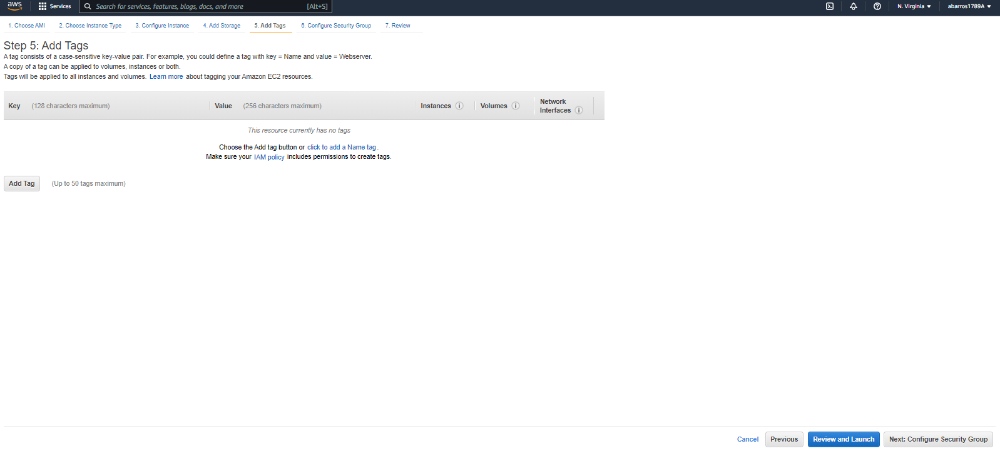 aws Services Search for services, features, blogs, docs, and more [Alt+S] N. Virginia abarros1789A
1. Choose AMI 2. Choose Instance Type 3. Configure Instance 4. Add Storage 5. Add Tags 6. Configure Security Group 7. Review
Step 5: Add Tags
A tag consists of a case-sensitive key-value pair. For example, you could define a tag with key = Name and value = Webserver.
A copy of a tag can be applied to volumes, instances or both.
Tags will be applied to all instances and volumes. Learn more about tagging your Amazon EC2 resources.
Key (128 characters maximum) Value (256 characters maximum) Instances Volumes Network
Interfaces
This resource currently has no tags
Choose the Add tag button or click to add a Name tag.
Make sure your IAM policy includes permissions to create tags.
Add Tag (Up to 50 tags maximum)
Cancel Previous Review and Launch Next: Configure Security Group